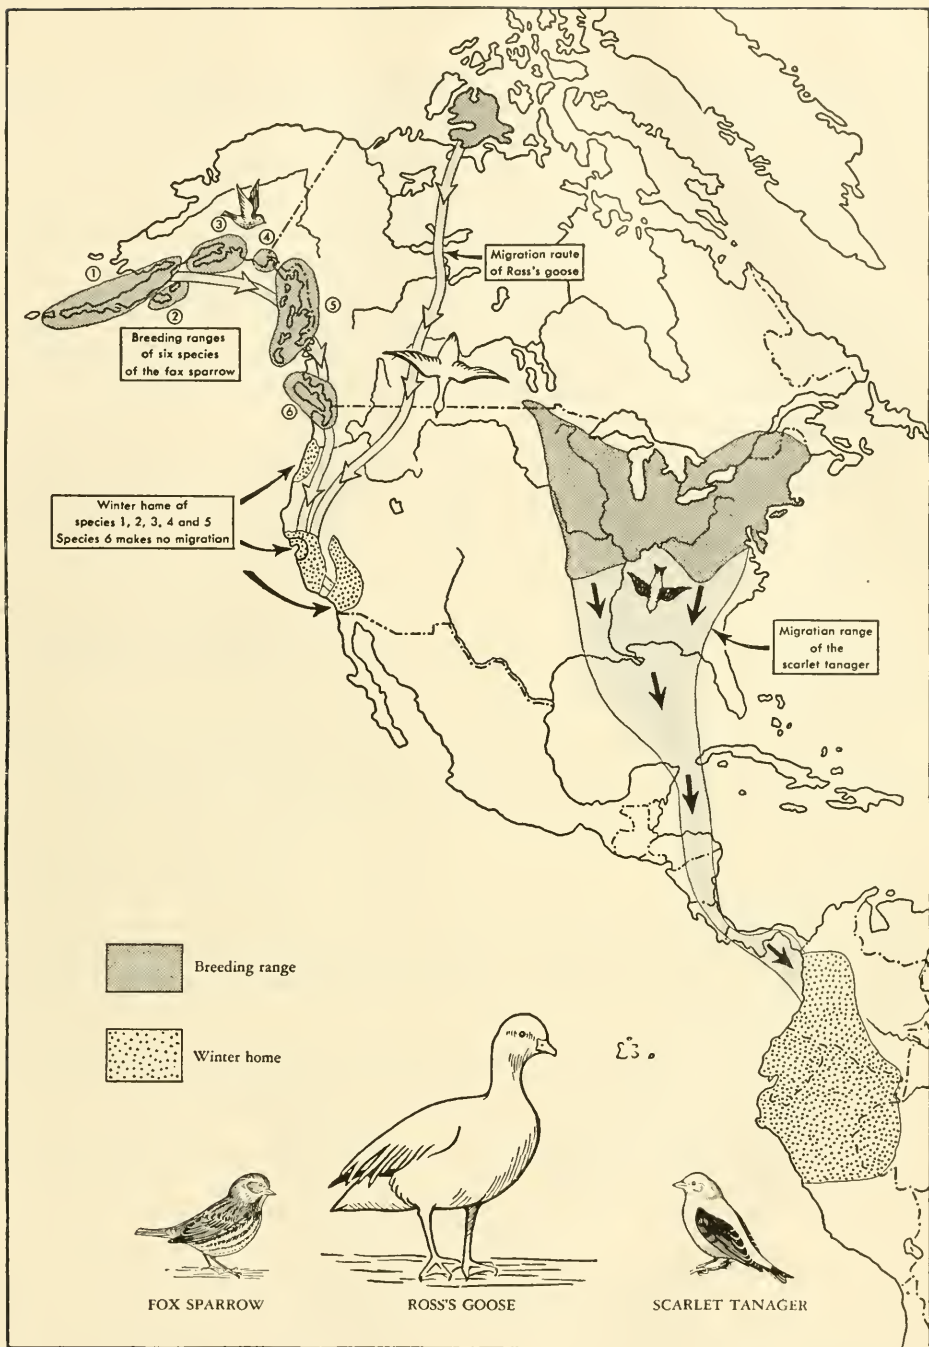 ③
④
①
②
⑤
Migration route
of Ross's goose
Breeding ranges
of six species
of the fox sparrow
⑥
Winter home of
species 1, 2, 3, 4 and 5
Species 6 makes no migration
Migration range
of the
scarlet tanager
Breeding range
Winter home
FOX SPARROW
ROSS'S GOOSE
SCARLET TANAGER